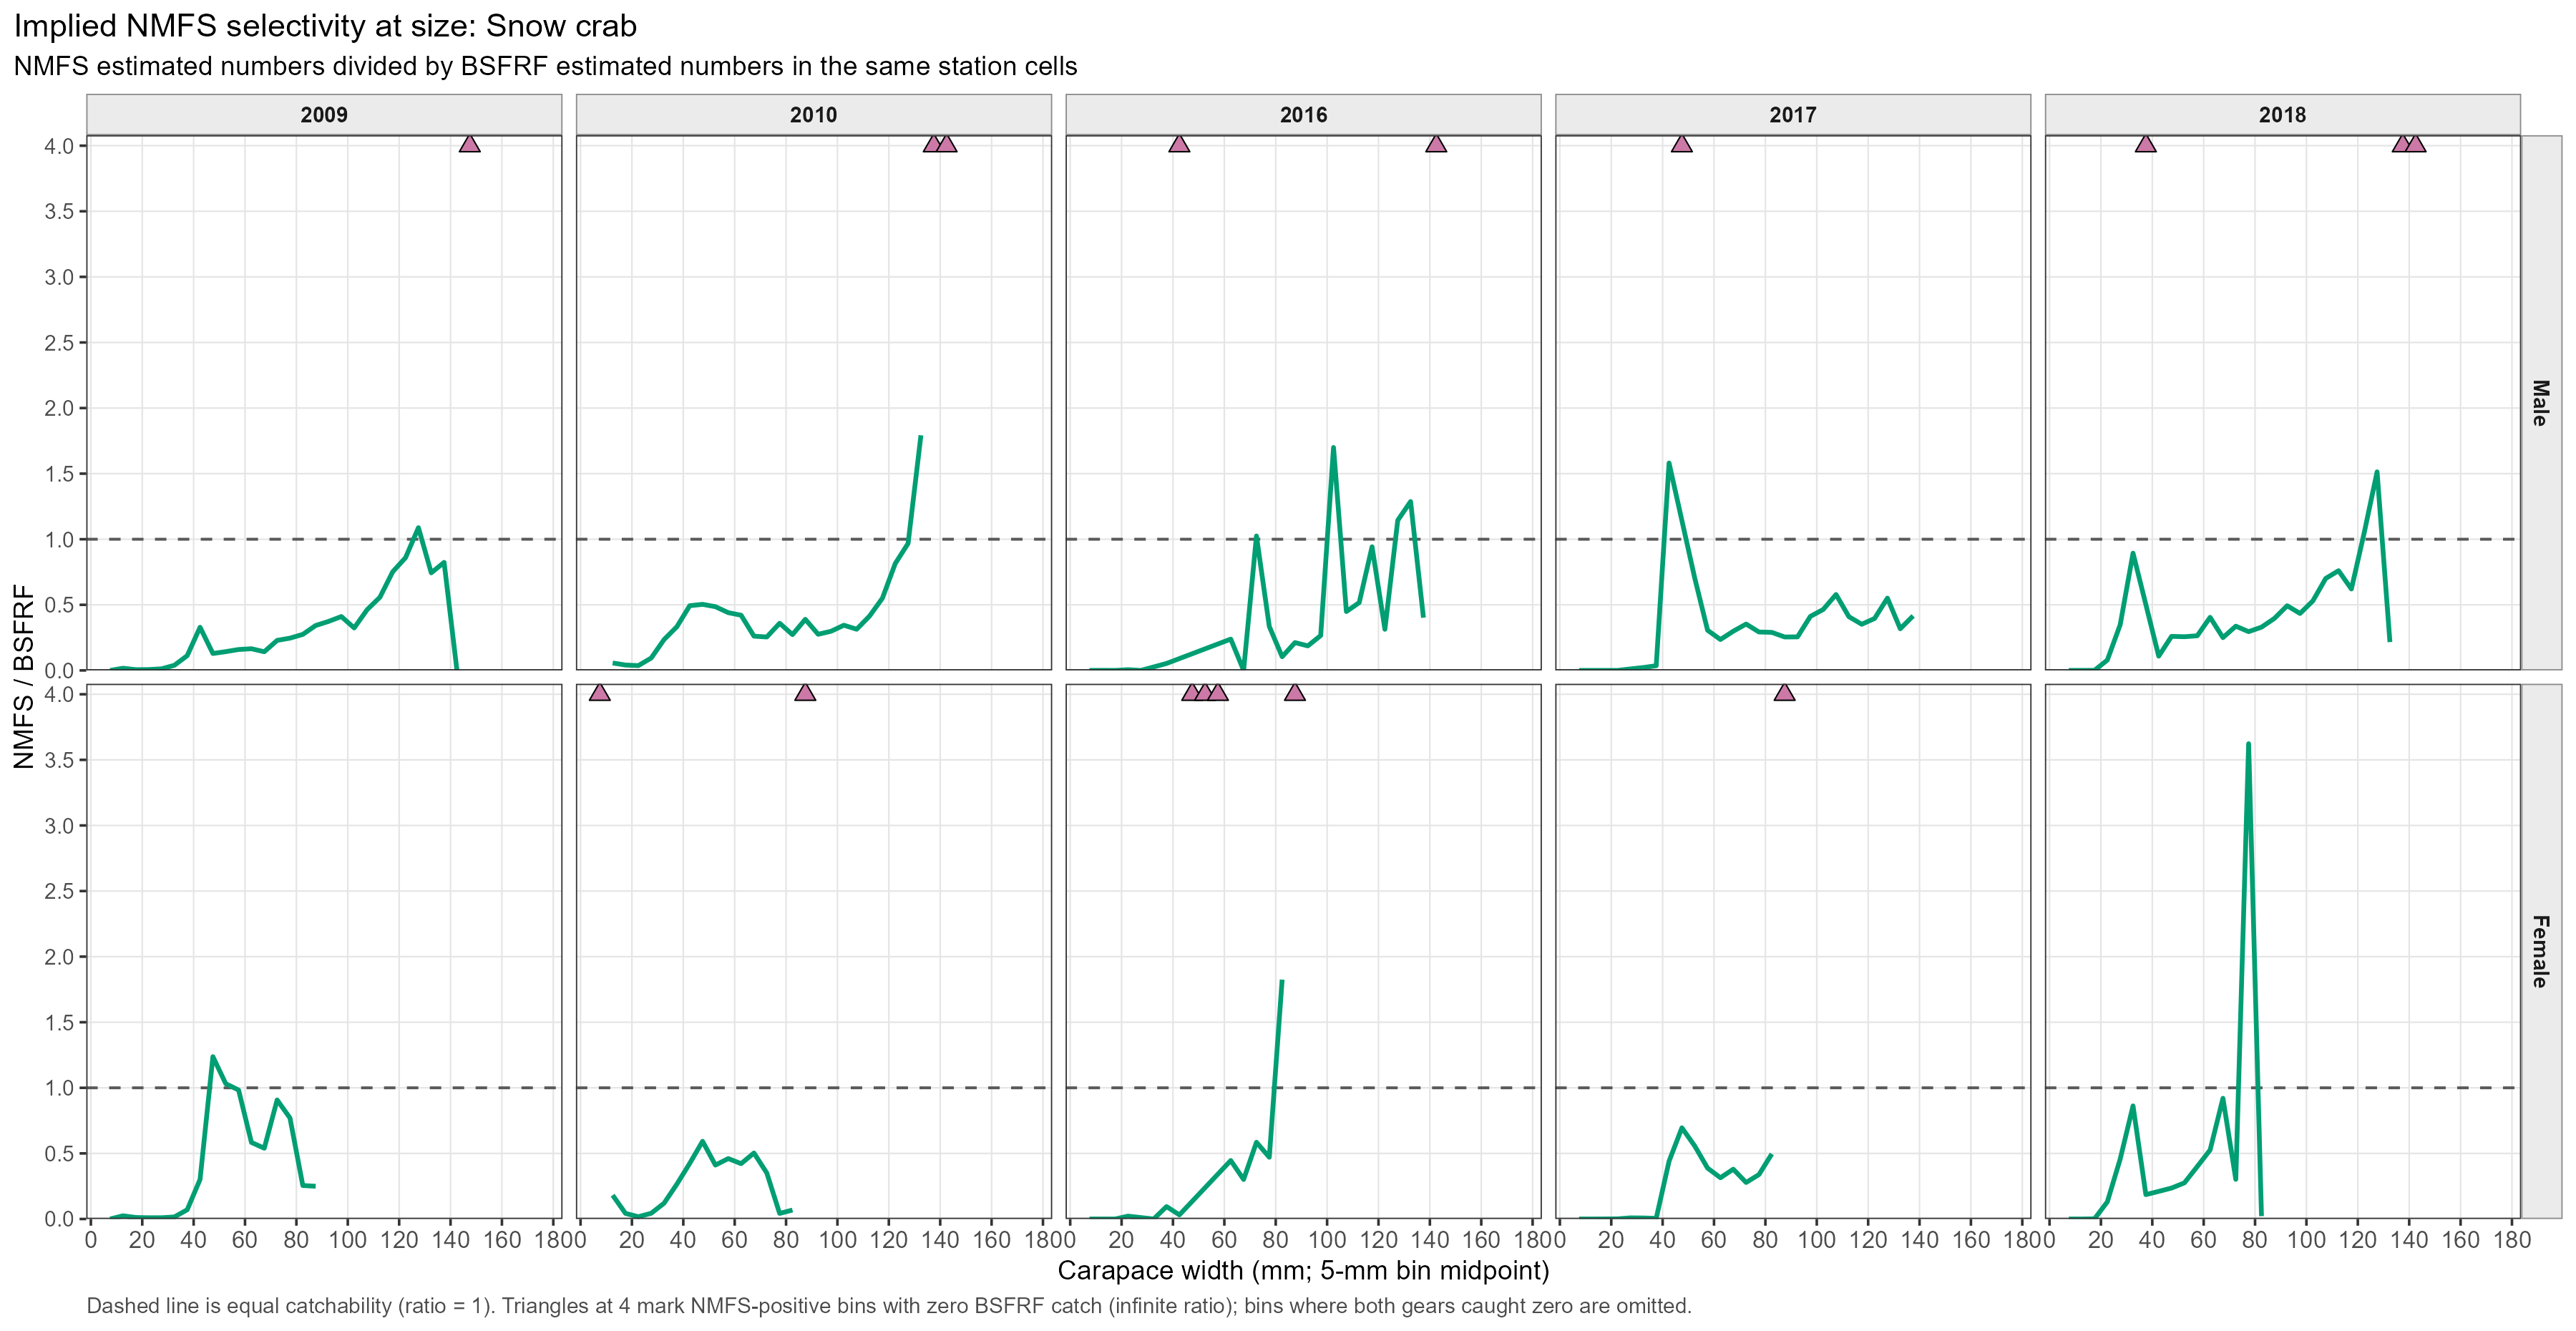 Implied NMFS selectivity at size: Snow crab
NMFS estimated numbers divided by BSFRF estimated numbers in the same station cells
2009 2010 2016 2017 2018
4.0
3.5
3.0
2.5
2.0
1.5
1.0
0.5
0.0
Male
4.0
3.5
3.0
2.5
2.0
1.5
1.0
0.5
0.0
Female
NMFS / BSFRF
0 20 40 60 80 100 120 140 160 180 0 20 40 60 80 100 120 140 160 180 0 20 40 60 80 100 120 140 160 180 0 20 40 60 80 100 120 140 160 180 0 20 40 60 80 100 120 140 160 180
Carapace width (mm; 5-mm bin midpoint)
Dashed line is equal catchability (ratio = 1). Triangles at 4 mark NMFS-positive bins with zero BSFRF catch (infinite ratio); bins where both gears caught zero are omitted.